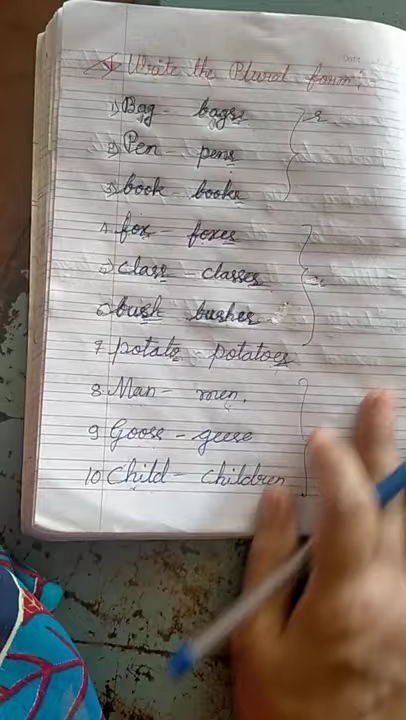 Write the Plural form:
1) Bag - bags
2) Pen - pens
3) book - books
4. fox - foxes
5) class - classes
6 bush bushes
7 potato - potatoes
8. Man - men.
9 Goose - geese
10 Child - children